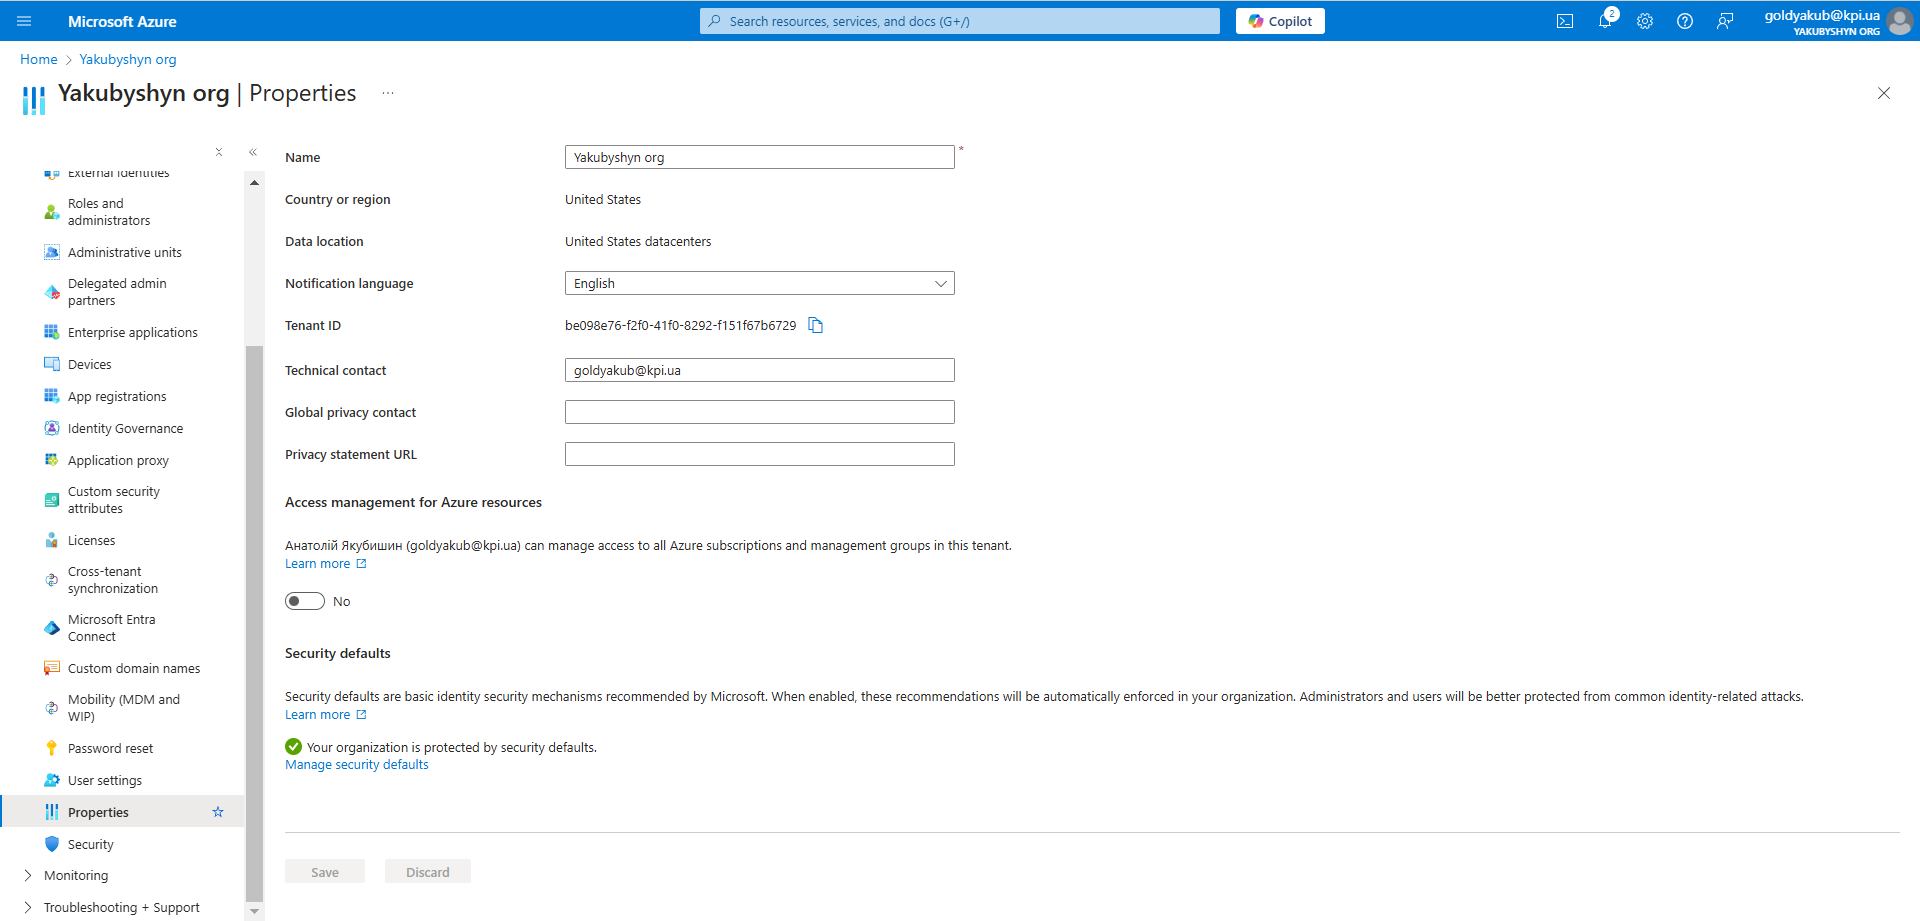 Microsoft Azure
Search resources, services, and docs (G+/)
Copilot
2
goldyakub@kpi.ua
YAKUBYSHYN ORG
Home
Yakubyshyn org
Yakubyshyn org | Properties
...
External Identities
Roles and
administrators
Administrative units
Delegated admin
partners
Enterprise applications
Devices
App registrations
Identity Governance
Application proxy
Custom security
attributes
Licenses
Cross-tenant
synchronization
Microsoft Entra
Connect
Custom domain names
Mobility (MDM and
WIP)
Password reset
User settings
Properties
Security
Monitoring
Troubleshooting + Support
Name
Yakubyshyn org *
Country or region
United States
Data location
United States datacenters
Notification language
English
Tenant ID
be098e76-f2f0-41f0-8292-f151f67b6729
Technical contact
goldyakub@kpi.ua
Global privacy contact
Privacy statement URL
Access management for Azure resources
Анатолій Якубишин (goldyakub@kpi.ua) can manage access to all Azure subscriptions and management groups in this tenant.
Learn more
No
Security defaults
Security defaults are basic identity security mechanisms recommended by Microsoft. When enabled, these recommendations will be automatically enforced in your organization. Administrators and users will be better protected from common identity-related attacks.
Learn more
Your organization is protected by security defaults.
Manage security defaults
Save
Discard